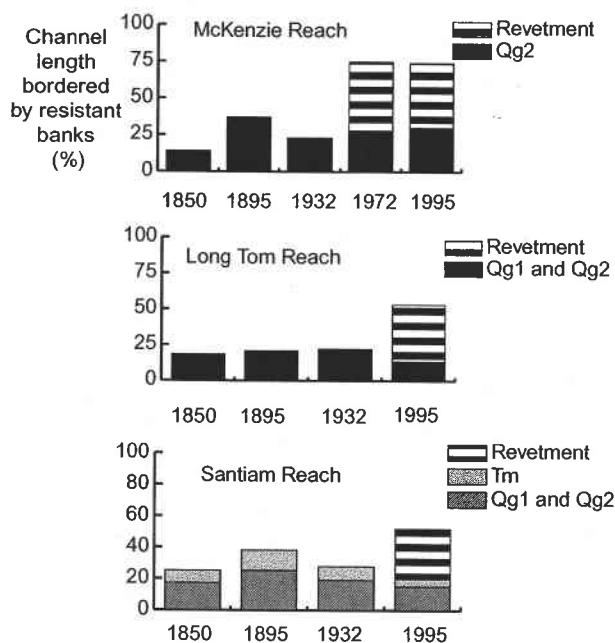 Channel
length
bordered
by resistant
banks
(%)
100
75
50
25
0
McKenzie Reach
Revetment
Qg2
1850 1895 1932 1972 1995
100
75
50
25
0
Long Tom Reach
Revetment
Qg1 and Qg2
1850 1895 1932 1995
100
80
60
40
20
0
Santiam Reach
Revetment
Tm
Qg1 and Qg2
1850 1895 1932 1995